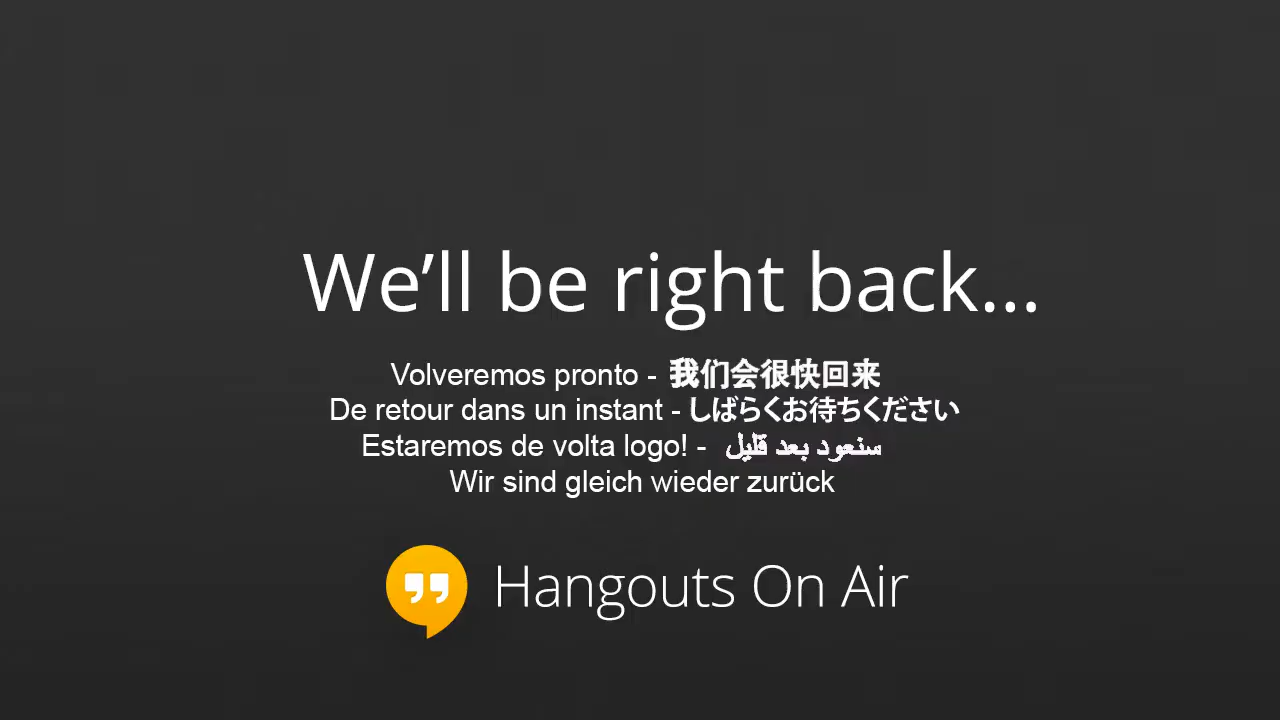 We’ll be right back...
Volveremos pronto - 我们会很快回来
De retour dans un instant - しばらくお待ちください
Estaremos de volta logo! - سنعود بعد قليل
Wir sind gleich wieder zurück
Hangouts On Air